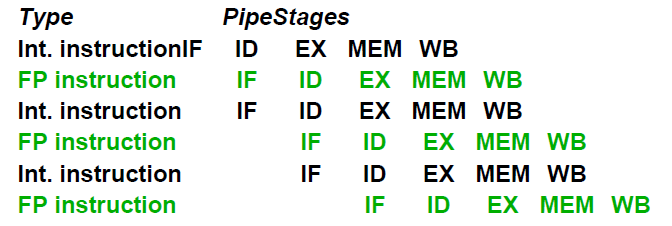 Type PipeStages
Int. instructionIF ID EX MEM WB
FP instruction IF ID EX MEM WB
Int. instruction IF ID EX MEM WB
FP instruction IF ID EX MEM WB
Int. instruction IF ID EX MEM WB
FP instruction IF ID EX MEM WB